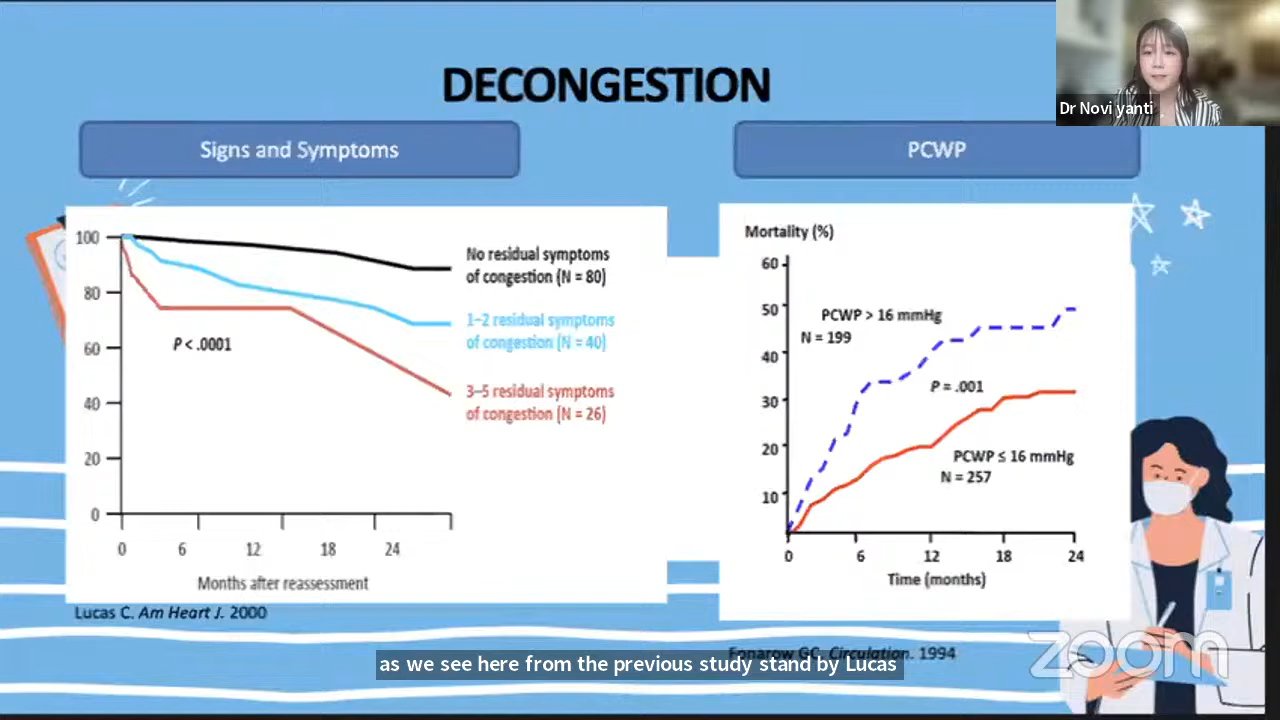 DECONGESTION
Dr Novi yanti
Signs and Symptoms
PCWP
100
80
60
40
20
0
No residual symptoms
of congestion (N = 80)
1–2 residual symptoms
of congestion (N = 40)
3–5 residual symptoms
of congestion (N = 26)
P < .0001
0 6 12 18 24
Months after reassessment
Lucas C. Am Heart J. 2000
Mortality (%)
60
50
40
30
20
10
PCWP > 16 mmHg
N = 199
P = .001
PCWP ≤ 16 mmHg
N = 257
0 6 12 18 24
Time (months)
Fonarow GC. Circulation. 1994
as we see here from the previous study stand by Lucas
zoom